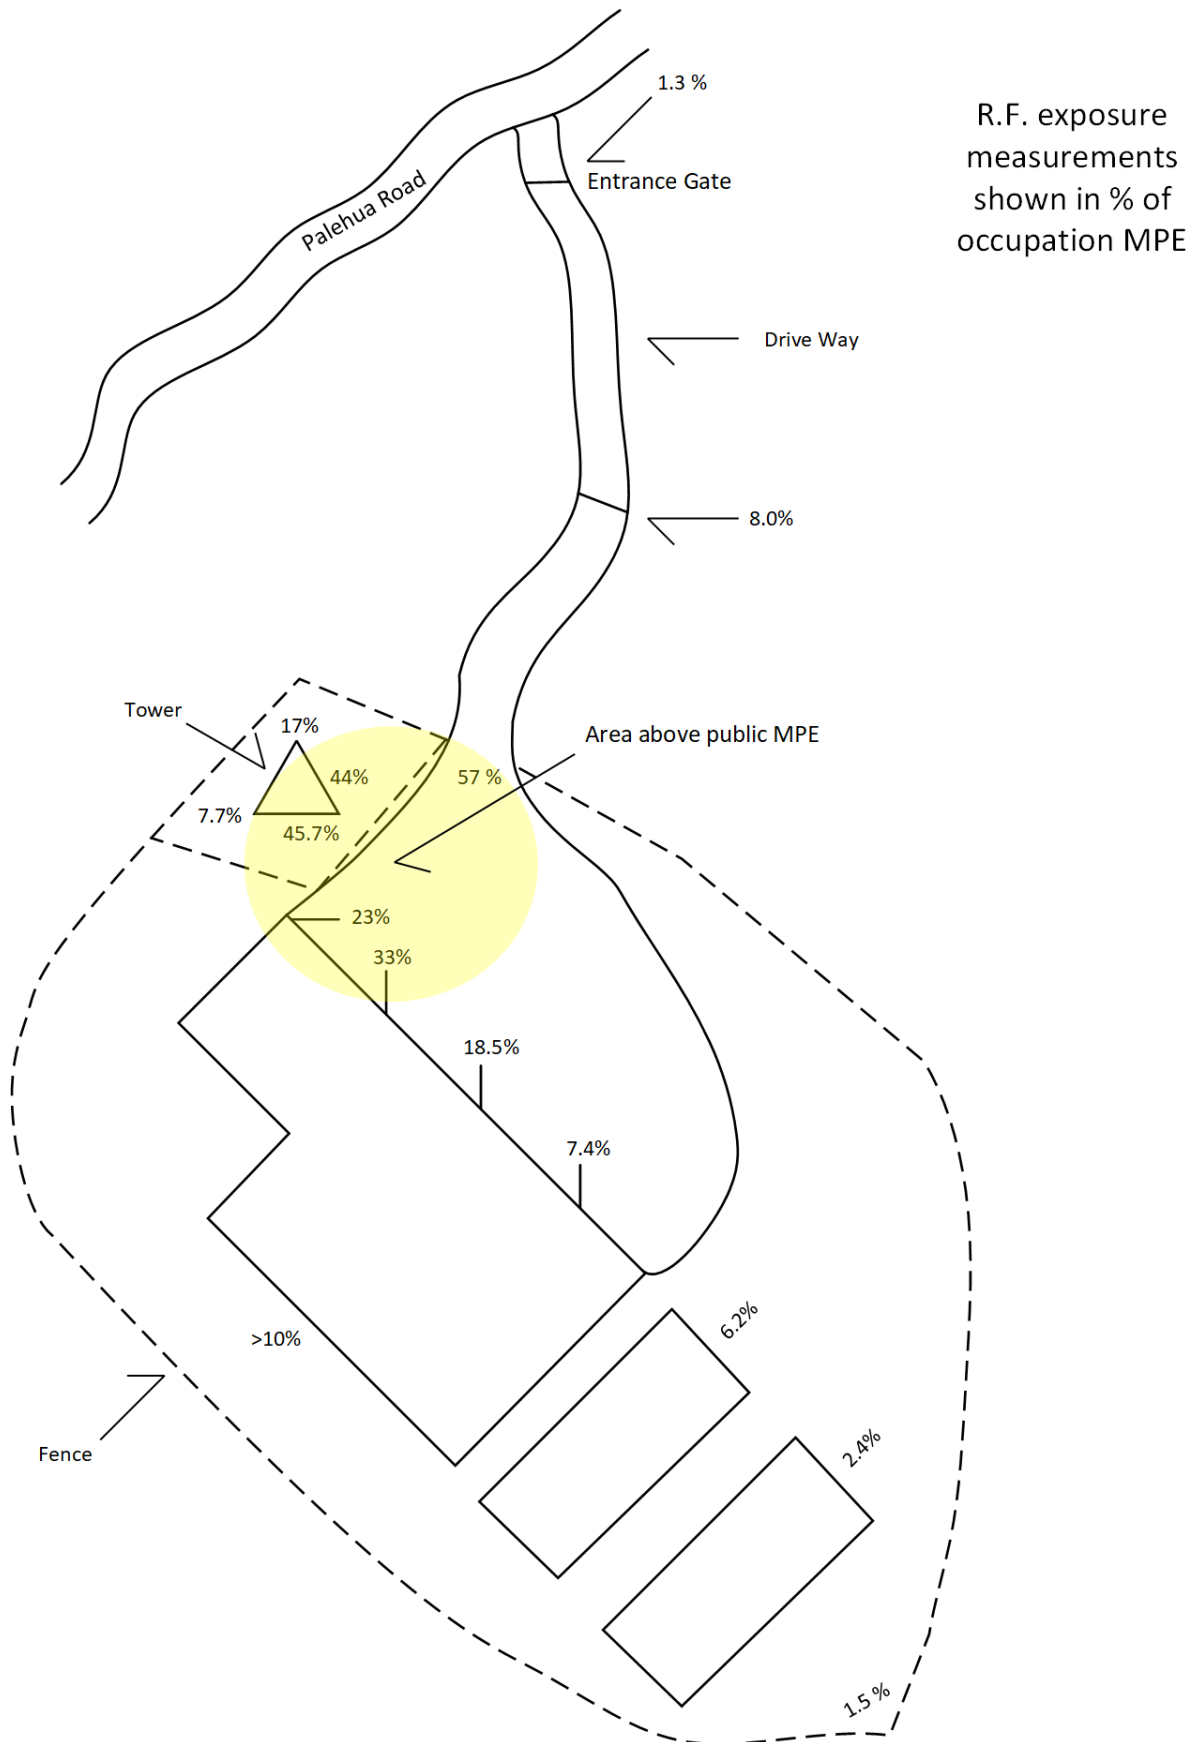 1.3 %
R.F. exposure
measurements
shown in % of
occupation MPE
Entrance Gate
Palehua Road
Drive Way
8.0%
Tower
17%
Area above public MPE
44%
57 %
7.7%
45.7%
23%
33%
18.5%
7.4%
6.2%
>10%
2.4%
Fence
1.5 %